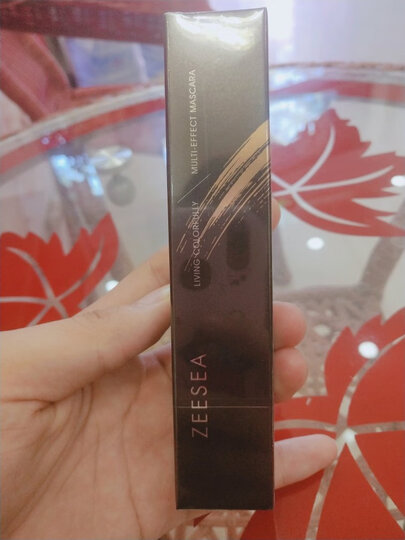 ZEESEA
LIVING COLORFULLY
MULTI-EFFECT MASCARA